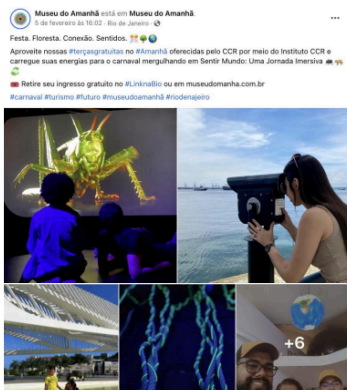 Museu do Amanhã está em Museu do Amanhã.
5 de fevereiro às 16:02 · Rio de Janeiro ·
Festa. Floresta. Conexão. Sentidos.
Aproveite nossas #terçasgratuitas no #Amanhã oferecidas pelo CCR por meio do Instituto CCR e
carregue suas energias para o carnaval mergulhando em Sentir Mundo: Uma Jornada Imersiva
Retire seu ingresso gratuito no #LinknaBio ou em museudomanha.com.br
#carnaval #turismo #futuro #museudoamanhã #riodenajeiro
+6